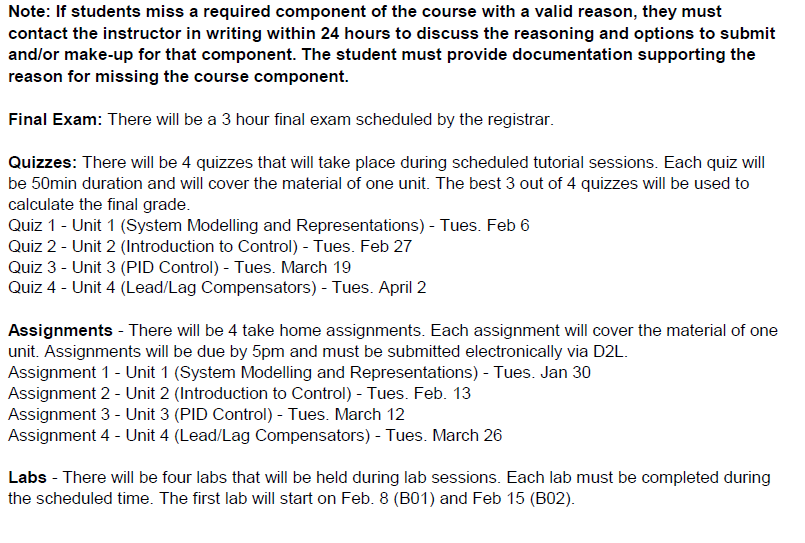 Note: If students miss a required component of the course with a valid reason, they must
contact the instructor in writing within 24 hours to discuss the reasoning and options to submit
and/or make-up for that component. The student must provide documentation supporting the
reason for missing the course component.
Final Exam: There will be a 3 hour final exam scheduled by the registrar.
Quizzes: There will be 4 quizzes that will take place during scheduled tutorial sessions. Each quiz will
be 50min duration and will cover the material of one unit. The best 3 out of 4 quizzes will be used to
calculate the final grade.
Quiz 1 - Unit 1 (System Modelling and Representations) - Tues. Feb 6
Quiz 2 - Unit 2 (Introduction to Control) - Tues. Feb 27
Quiz 3 - Unit 3 (PID Control) - Tues. March 19
Quiz 4 - Unit 4 (Lead/Lag Compensators) - Tues. April 2
Assignments - There will be 4 take home assignments. Each assignment will cover the material of one
unit. Assignments will be due by 5pm and must be submitted electronically via D2L.
Assignment 1 - Unit 1 (System Modelling and Representations) - Tues. Jan 30
Assignment 2 - Unit 2 (Introduction to Control) - Tues. Feb. 13
Assignment 3 - Unit 3 (PID Control) - Tues. March 12
Assignment 4 - Unit 4 (Lead/Lag Compensators) - Tues. March 26
Labs - There will be four labs that will be held during lab sessions. Each lab must be completed during
the scheduled time. The first lab will start on Feb. 8 (B01) and Feb 15 (B02).